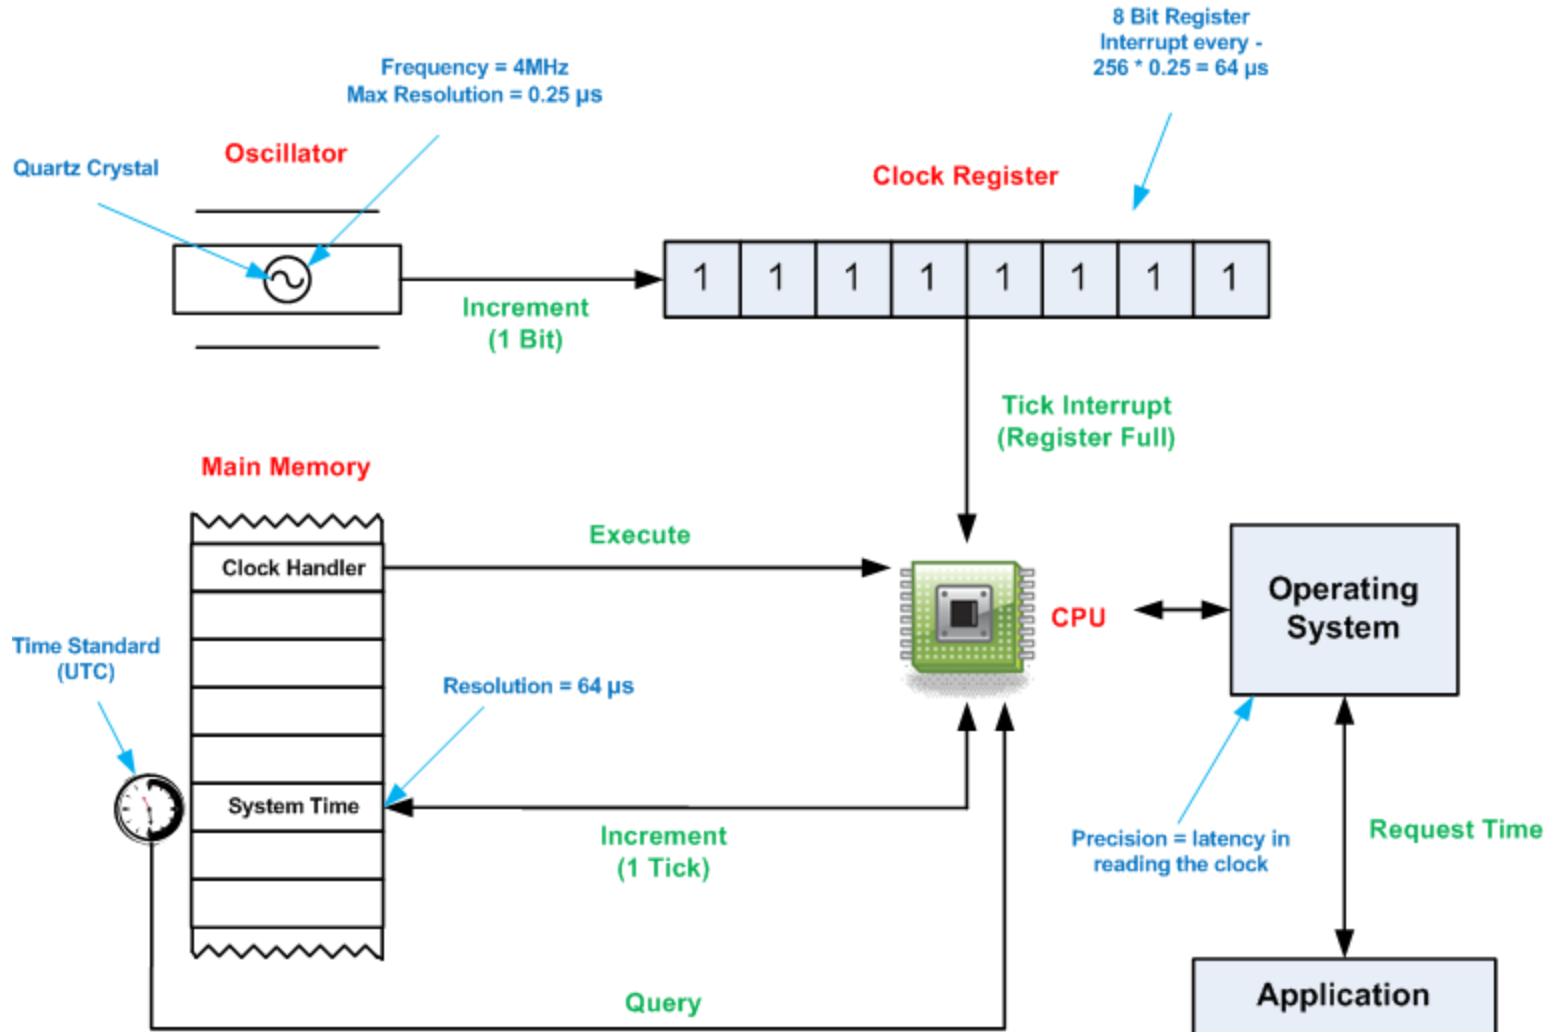 8 Bit Register
Interrupt every -
256 * 0.25 = 64 µs
Frequency = 4MHz
Max Resolution = 0.25 µs
Oscillator
Quartz Crystal
Clock Register
1 1 1 1 1 1 1 1
Increment
(1 Bit)
Tick Interrupt
(Register Full)
Main Memory
Execute
Clock Handler
Operating
System
CPU
Time Standard
(UTC)
Resolution = 64 µs
System Time
Increment
(1 Tick)
Precision = latency in
reading the clock
Request Time
Query
Application